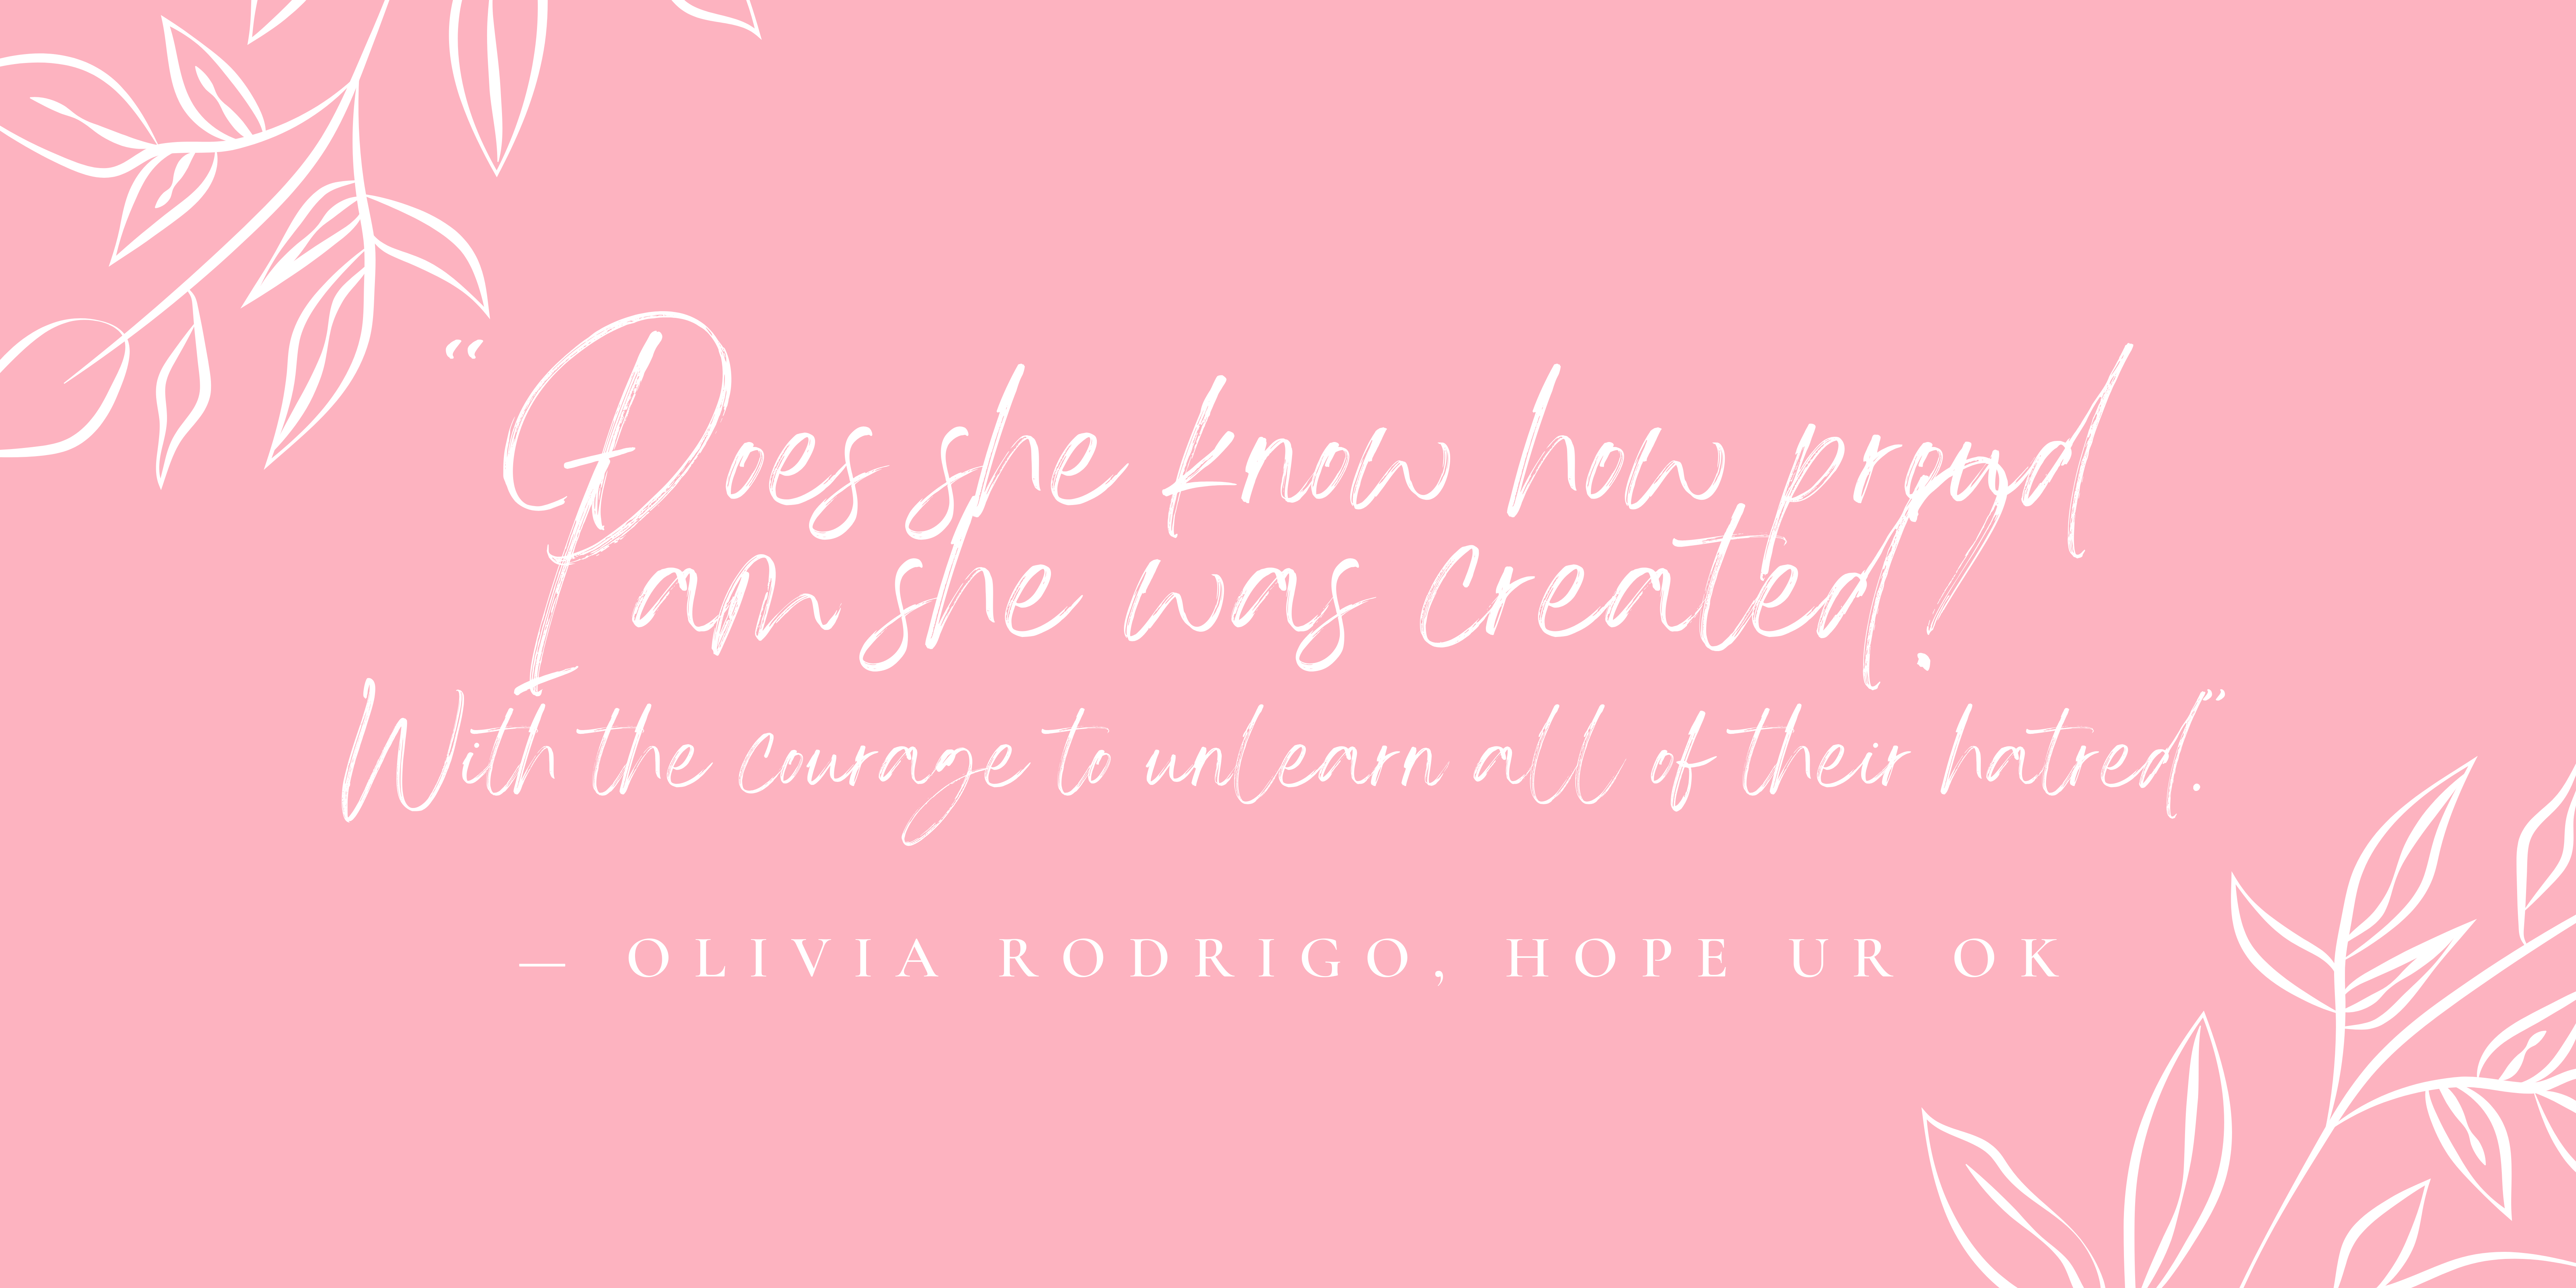 “Does she know how proud
I am she was created?
With the courage to unlearn all of their hatred.”
— OLIVIA RODRIGO, HOPE UR OK